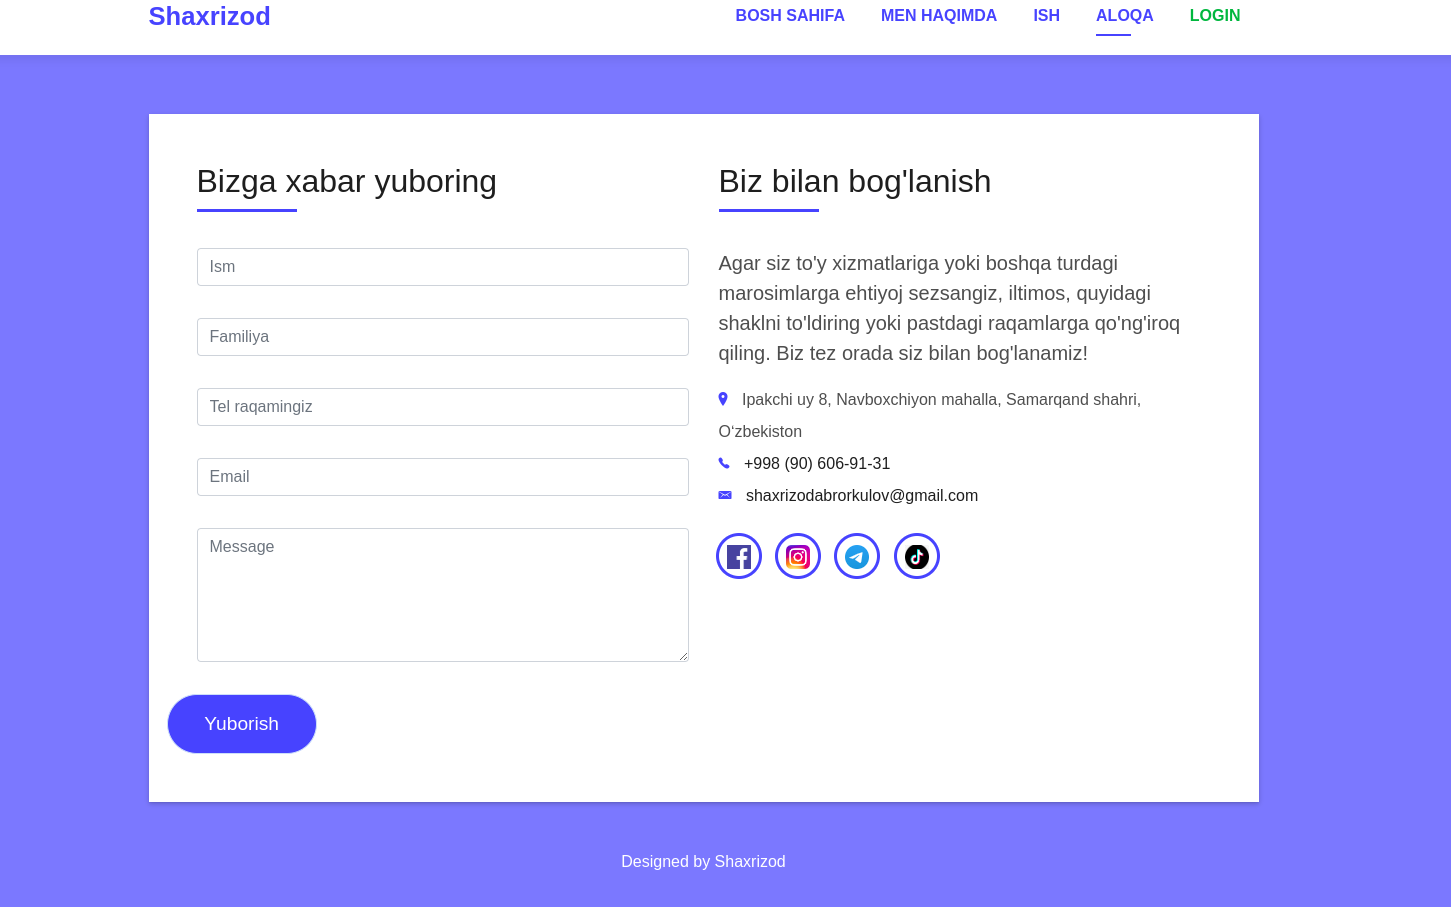 Shaxrizod
BOSH SAHIFA MEN HAQIMDA ISH ALOQA LOGIN
Bizga xabar yuboring
Ism
Familiya
Tel raqamingiz
Email
Message
Yuborish
Biz bilan bog'lanish
Agar siz to'y xizmatlariga yoki boshqa turdagi
marosimlarga ehtiyoj sezsangiz, iltimos, quyidagi
shaklni to'ldiring yoki pastdagi raqamlarga qo'ng'iroq
qiling. Biz tez orada siz bilan bog'lanamiz!
Ipakchi uy 8, Navboxchiyon mahalla, Samarqand shahri,
Oʻzbekiston
+998 (90) 606-91-31
shaxrizodabrorkulov@gmail.com
Designed by Shaxrizod